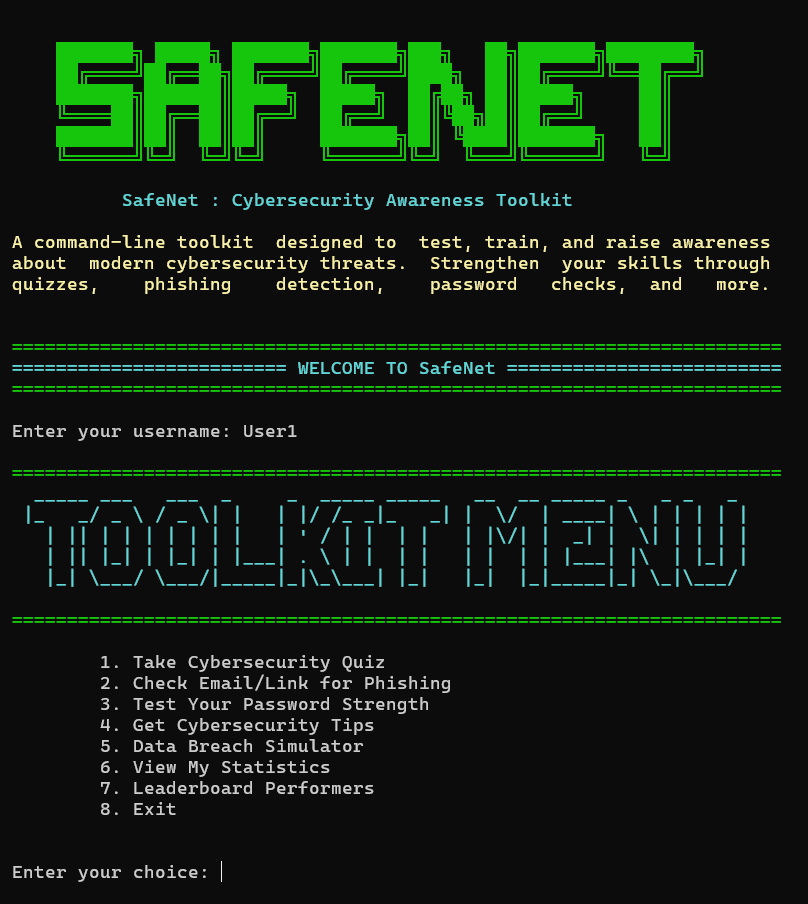 SAFENET
SafeNet : Cybersecurity Awareness Toolkit
A command-line toolkit designed to test, train, and raise awareness
about modern cybersecurity threats. Strengthen your skills through
quizzes, phishing detection, password checks, and more.
======================================================================
========================= WELCOME TO SafeNet =========================
======================================================================
Enter your username: User1
======================================================================
TOOLKIT MENU
======================================================================
1. Take Cybersecurity Quiz
2. Check Email/Link for Phishing
3. Test Your Password Strength
4. Get Cybersecurity Tips
5. Data Breach Simulator
6. View My Statistics
7. Leaderboard Performers
8. Exit
Enter your choice: